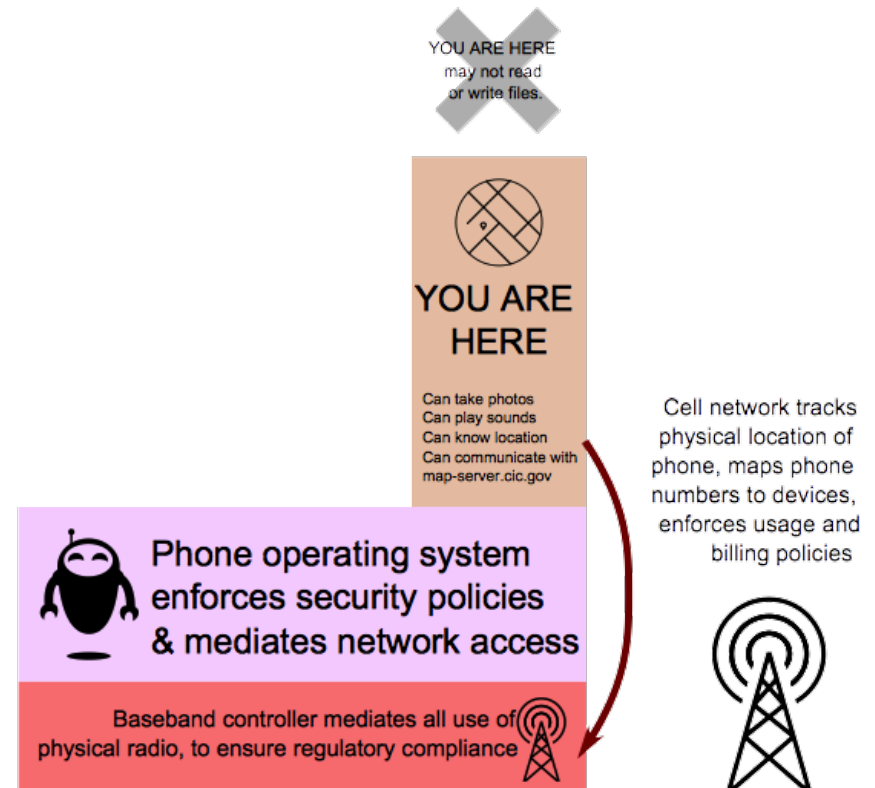 YOU ARE HERE
may not read
or write files.
YOU ARE
HERE
Can take photos
Can play sounds
Can know location
Can communicate with
map-server.cic.gov
Cell network tracks
physical location of
phone, maps phone
numbers to devices,
enforces usage and
billing policies
Phone operating system
enforces security policies
& mediates network access
Baseband controller mediates all use of
physical radio, to ensure regulatory compliance